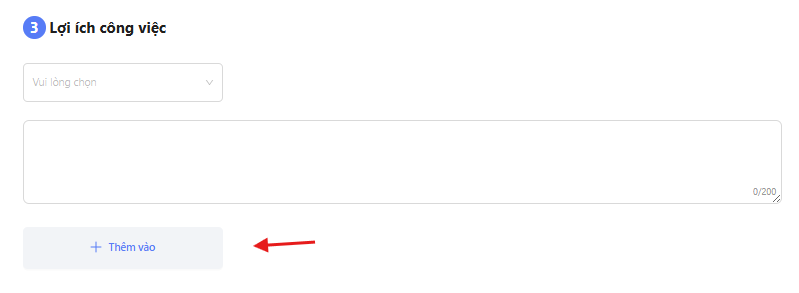 3 Lợi ích công việc
Vui lòng chọn
0/200
+ Thêm vào